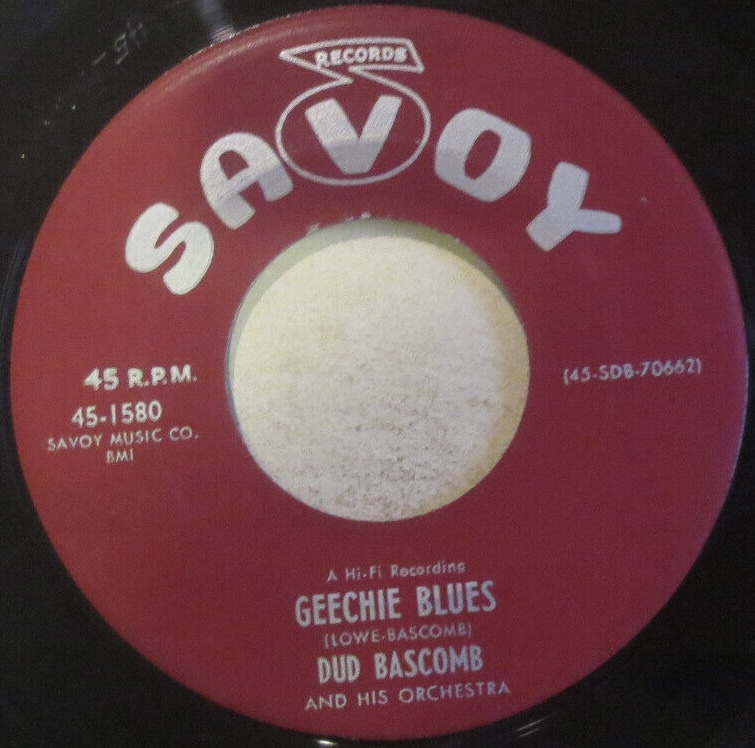 RECORDS
SAVOY
45 R.P.M.
45-1580
SAVOY MUSIC CO.
BMI
(45-SDB-70662)
A Hi-Fi Recording
GEECHIE BLUES
(LOWE-BASCOMB)
DUD BASCOMB
AND HIS ORCHESTRA